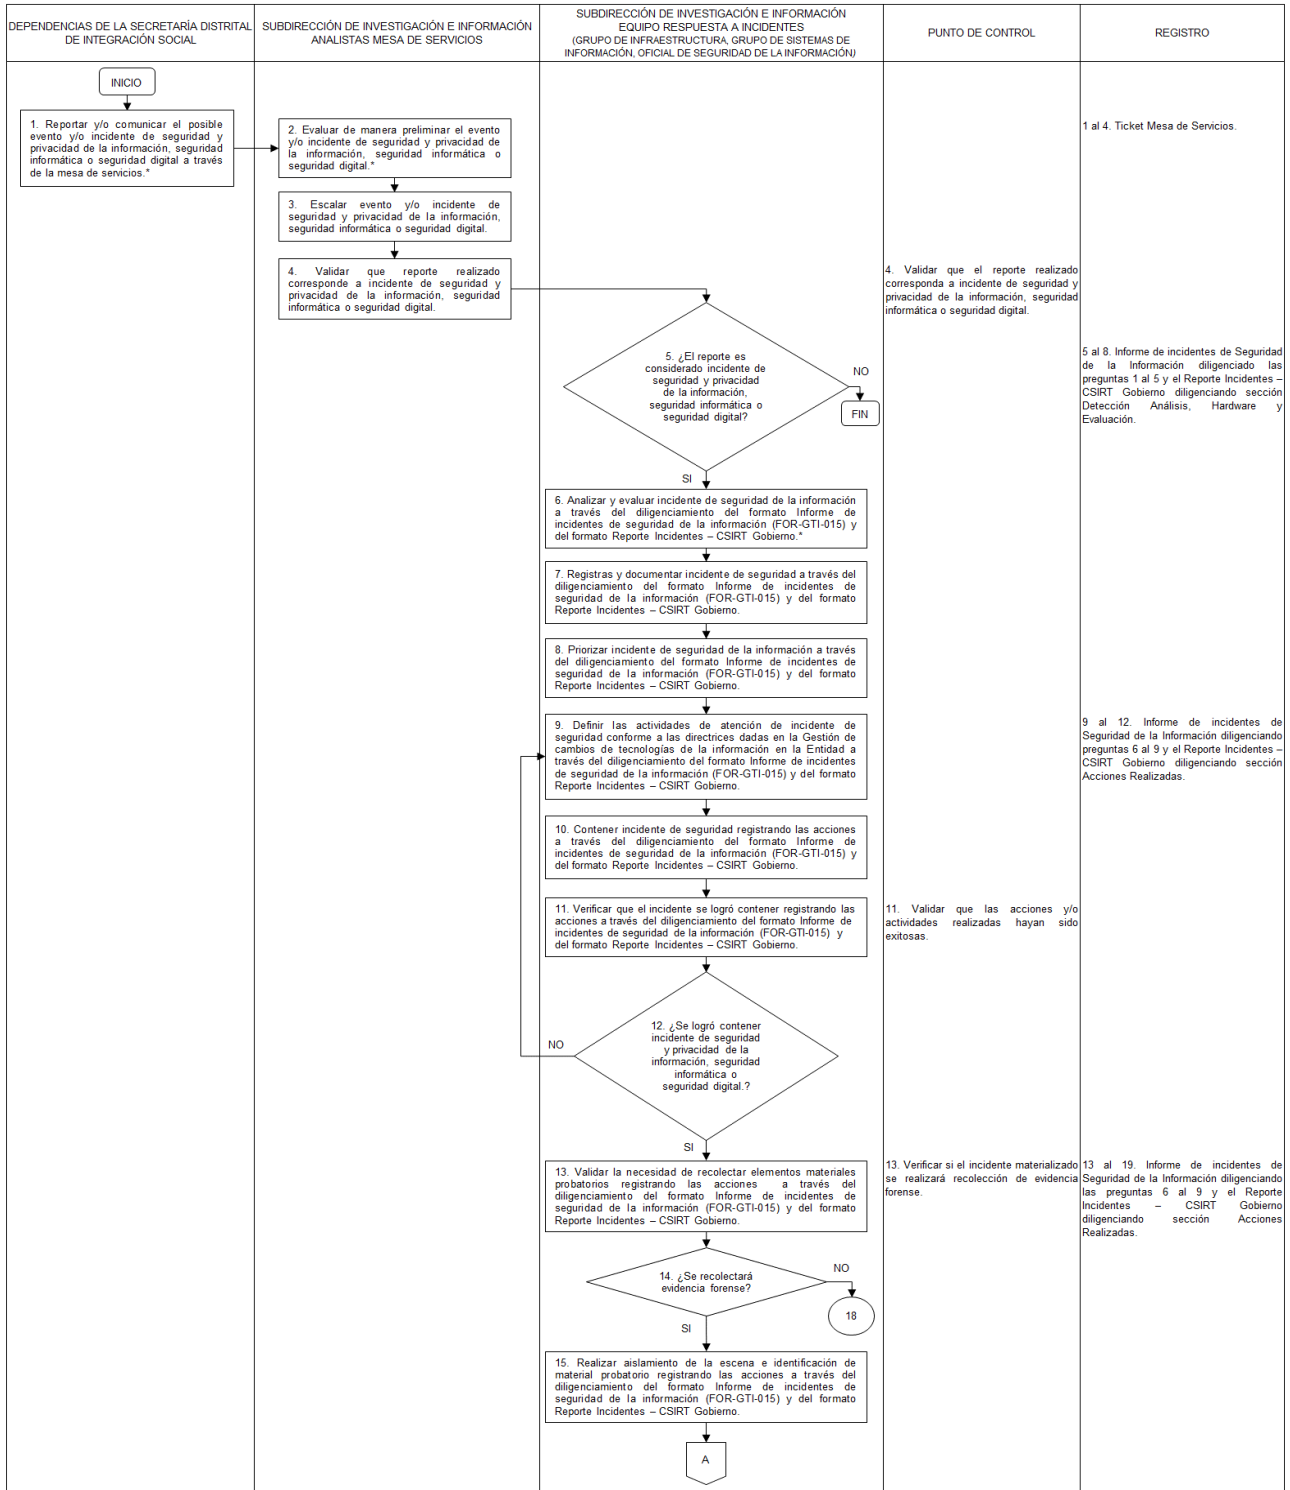 DEPENDENCIAS DE LA SECRETARÍA DISTRITAL
DE INTEGRACIÓN SOCIAL
SUBDIRECCIÓN DE INVESTIGACIÓN E INFORMACIÓN
ANALISTAS MESA DE SERVICIOS
SUBDIRECCIÓN DE INVESTIGACIÓN E INFORMACIÓN
EQUIPO RESPUESTA A INCIDENTES
(GRUPO DE INFRAESTRUCTURA, GRUPO DE SISTEMAS DE
INFORMACIÓN, OFICIAL DE SEGURIDAD DE LA INFORMACIÓN)
PUNTO DE CONTROL
REGISTRO
INICIO
1. Reportar y/o comunicar el posible
evento y/o incidente de seguridad y
privacidad de la información, seguridad
informática o seguridad digital a través
de la mesa de servicios.*
2. Evaluar de manera preliminar el evento
y/o incidente de seguridad y privacidad de
la información, seguridad informática o
seguridad digital.*
1 al 4. Ticket Mesa de Servicios.
3. Escalar evento y/o incidente de
seguridad y privacidad de la información,
seguridad informática o seguridad digital.
4. Validar que reporte realizado
corresponde a incidente de seguridad y
privacidad de la información, seguridad
informática o seguridad digital.
4. Validar que el reporte realizado
corresponda a incidente de seguridad y
privacidad de la información, seguridad
informática o seguridad digital.
5. ¿El reporte es
considerado incidente de
seguridad y privacidad
de la información,
seguridad informática o
seguridad digital?
NO
FIN
SI
5 al 8. Informe de incidentes de Seguridad
de la Información diligenciado las
preguntas 1 al 5 y el Reporte Incidentes –
CSIRT Gobierno diligenciando sección
Detección Análisis, Hardware y
Evaluación.
6. Analizar y evaluar incidente de seguridad de la información
a través del diligenciamiento del formato Informe de
incidentes de seguridad de la información (FOR-GTI-015) y
del formato Reporte Incidentes – CSIRT Gobierno.*
7. Registras y documentar incidente de seguridad a través del
diligenciamiento del formato Informe de incidentes de
seguridad de la información (FOR-GTI-015) y del formato
Reporte Incidentes – CSIRT Gobierno.
8. Priorizar incidente de seguridad de la información a través
del diligenciamiento del formato Informe de incidentes de
seguridad de la información (FOR-GTI-015) y del formato
Reporte Incidentes – CSIRT Gobierno.
9. Definir las actividades de atención de incidente de
seguridad conforme a las directrices dadas en la Gestión de
cambios de tecnologías de la información en la Entidad a
través del diligenciamiento del formato Informe de incidentes
de seguridad de la información (FOR-GTI-015) y del formato
Reporte Incidentes – CSIRT Gobierno.
9 al 12. Informe de incidentes de
Seguridad de la Información diligenciando
preguntas 6 al 9 y el Reporte Incidentes –
CSIRT Gobierno diligenciando sección
Acciones Realizadas.
10. Contener incidente de seguridad registrando las acciones
a través del diligenciamiento del formato Informe de
incidentes de seguridad de la información (FOR-GTI-015) y
del formato Reporte Incidentes – CSIRT Gobierno.
11. Verificar que el incidente se logró contener registrando las
acciones a través del diligenciamiento del formato Informe de
incidentes de seguridad de la información (FOR-GTI-015) y
del formato Reporte Incidentes – CSIRT Gobierno.
11. Validar que las acciones y/o
actividades realizadas hayan sido
exitosas.
12. ¿Se logró contener
incidente de seguridad
y privacidad de la
información, seguridad
informática o
seguridad digital.?
NO
SI
13. Validar la necesidad de recolectar elementos materiales
probatorios registrando las acciones a través del
diligenciamiento del formato Informe de incidentes de
seguridad de la información (FOR-GTI-015) y del formato
Reporte Incidentes – CSIRT Gobierno.
13. Verificar si el incidente materializado
se realizará recolección de evidencia
forense.
13 al 19. Informe de incidentes de
Seguridad de la Información diligenciando
las preguntas 6 al 9 y el Reporte
Incidentes – CSIRT Gobierno
diligenciando sección Acciones
Realizadas.
14. ¿Se recolectará
evidencia forense?
NO
18
SI
15. Realizar aislamiento de la escena e identificación de
material probatorio registrando las acciones a través del
diligenciamiento del formato Informe de incidentes de
seguridad de la información (FOR-GTI-015) y del formato
Reporte Incidentes – CSIRT Gobierno.
A